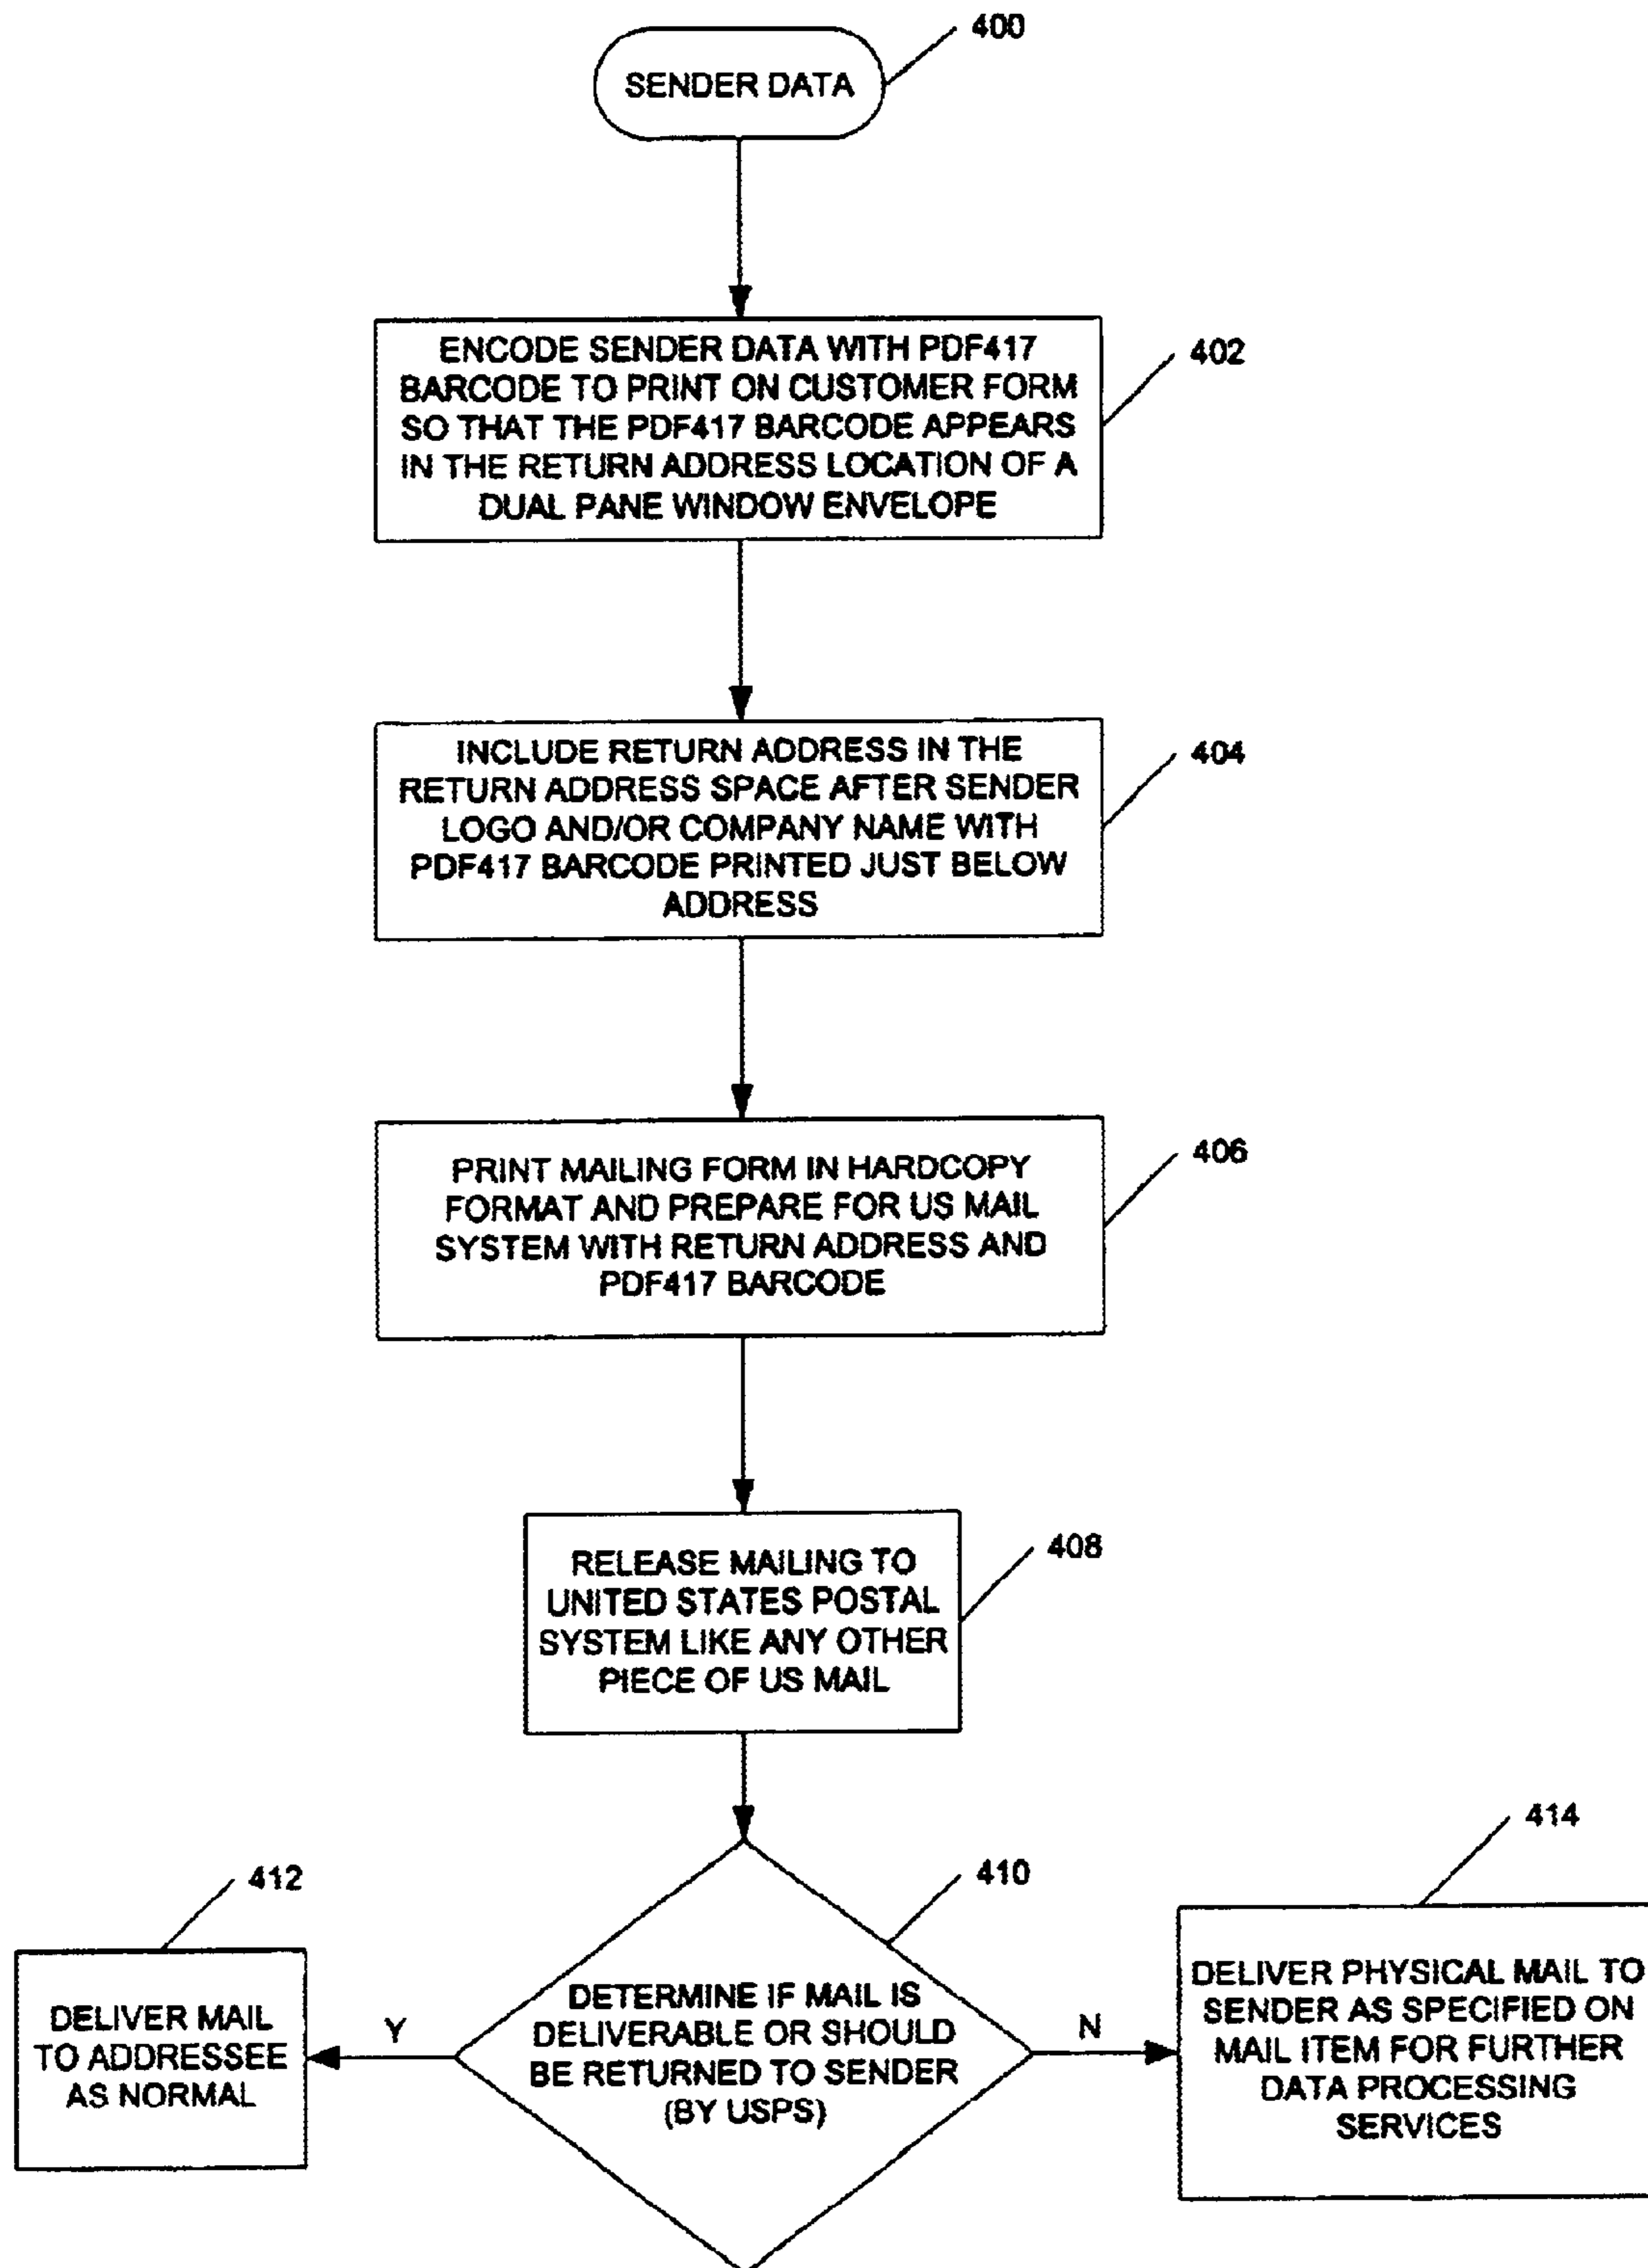 400
SENDER DATA
ENCODE SENDER DATA WITH PDF417
BARCODE TO PRINT ON CUSTOMER FORM
SO THAT THE PDF417 BARCODE APPEARS
IN THE RETURN ADDRESS LOCATION OF A
DUAL PANE WINDOW ENVELOPE
402
INCLUDE RETURN ADDRESS IN THE
RETURN ADDRESS SPACE AFTER SENDER
LOGO AND/OR COMPANY NAME WITH
PDF417 BARCODE PRINTED JUST BELOW
ADDRESS
404
PRINT MAILING FORM IN HARDCOPY
FORMAT AND PREPARE FOR US MAIL
SYSTEM WITH RETURN ADDRESS AND
PDF417 BARCODE
406
RELEASE MAILING TO
UNITED STATES POSTAL
SYSTEM LIKE ANY OTHER
PIECE OF US MAIL
408
410
DETERMINE IF MAIL IS
DELIVERABLE OR SHOULD
BE RETURNED TO SENDER
(BY USPS)
Y
412
DELIVER MAIL
TO ADDRESSEE
AS NORMAL
N
414
DELIVER PHYSICAL MAIL TO
SENDER AS SPECIFIED ON
MAIL ITEM FOR FURTHER
DATA PROCESSING
SERVICES